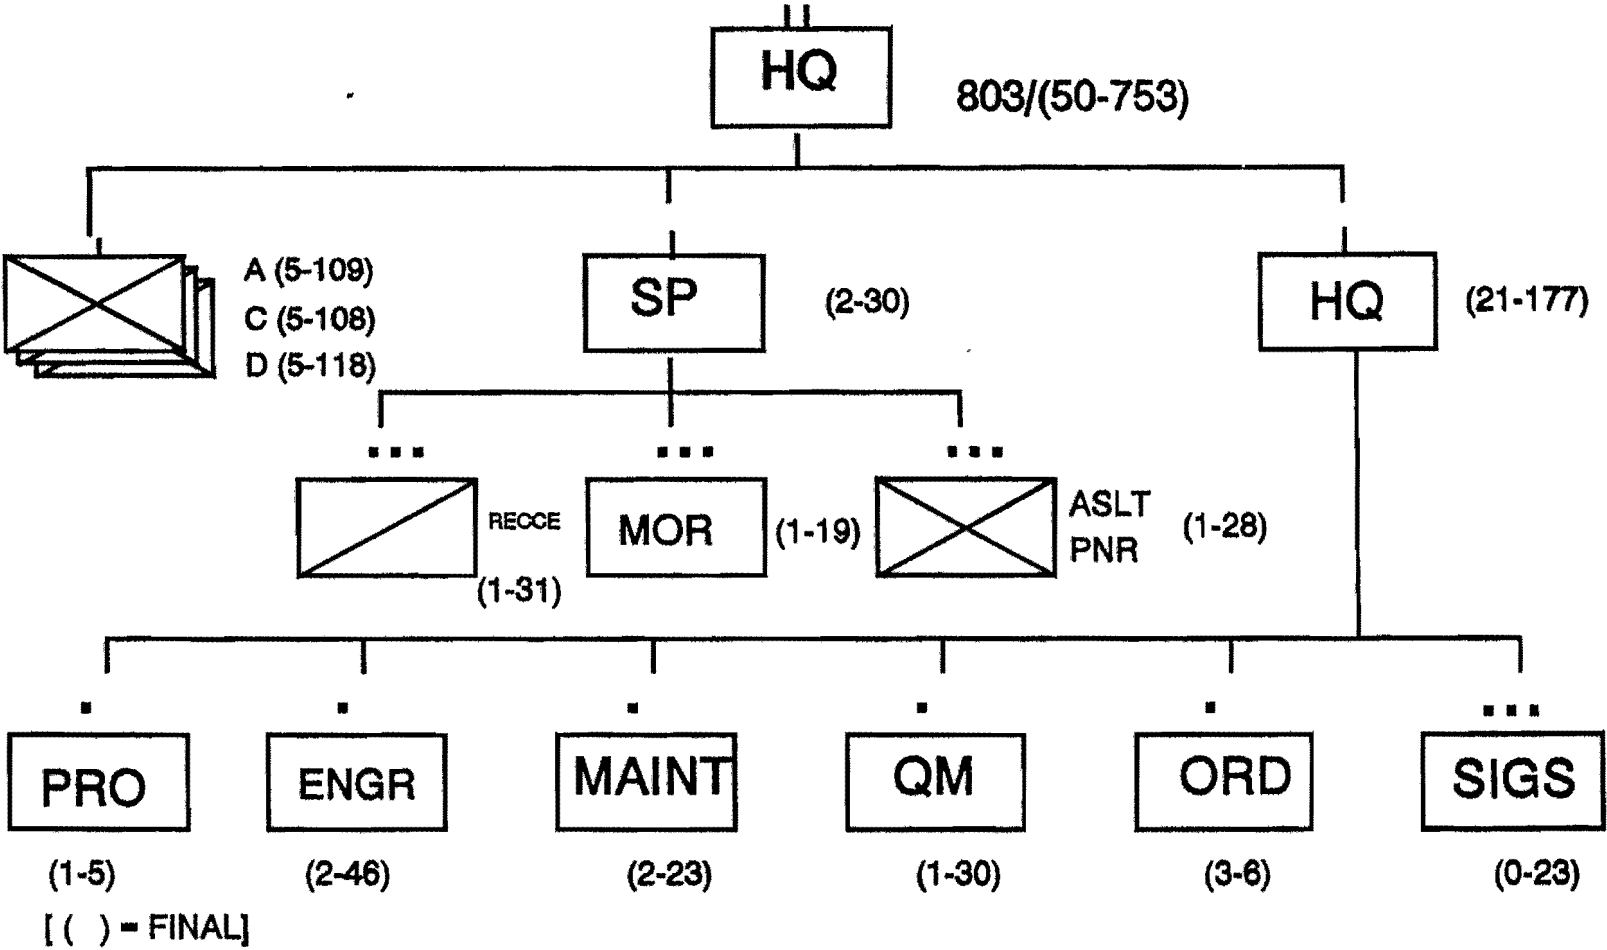 HQ
803/(50-753)
A (5-109)
C (5-108)
D (5-118)
SP
(2-30)
HQ
(21-177)
RECCE
(1-31)
MOR
(1-19)
ASLT
PNR
(1-28)
PRO
(1-5)
ENGR
(2-46)
MAINT
(2-23)
QM
(1-30)
ORD
(3-6)
SIGS
(0-23)
[ ( ) = FINAL]